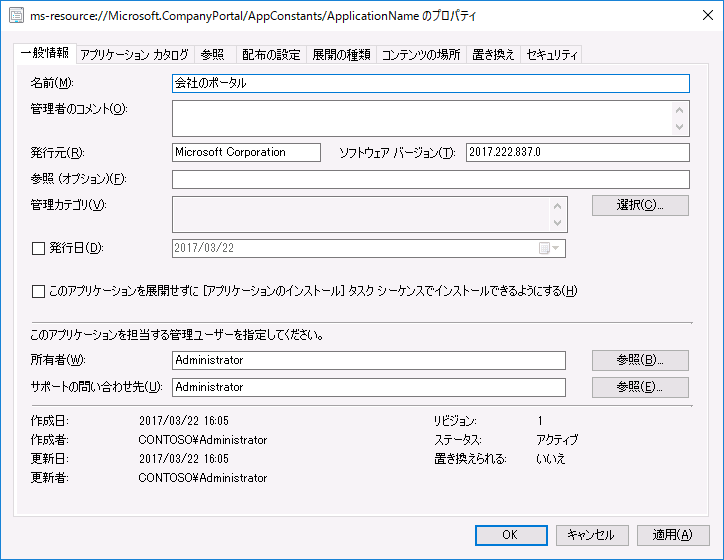 ms-resource://Microsoft.CompanyPortal/AppConstants/ApplicationName のプロパティ
一般情報 アプリケーション カタログ 参照 配布の設定 展開の種類 コンテンツの場所 置き換え セキュリティ
名前(M): 会社のポータル
管理者のコメント(O):
発行元(R): Microsoft Corporation ソフトウェア バージョン(T): 2017.222.837.0
参照 (オプション)(F):
管理カテゴリ(V): 選択(C)...
発行日(D): 2017/03/22
このアプリケーションを展開せずに [アプリケーションのインストール] タスク シーケンスでインストールできるようにする(H)
このアプリケーションを担当する管理ユーザーを指定してください。
所有者(W): Administrator 参照(B)...
サポートの問い合わせ先(U): Administrator 参照(E)...
作成日: 2017/03/22 16:05 リビジョン: 1
作成者: CONTOSO¥Administrator ステータス: アクティブ
更新日: 2017/03/22 16:05 置き換えられる: いいえ
更新者: CONTOSO¥Administrator
OK キャンセル 適用(A)